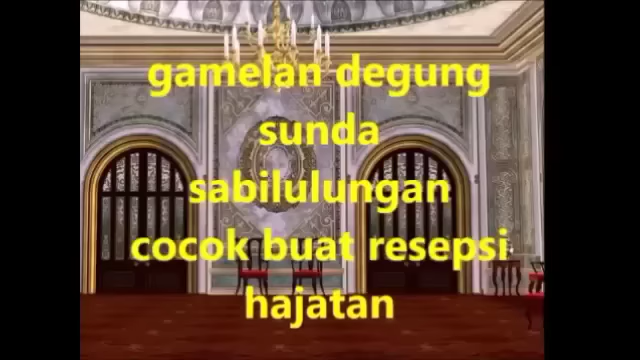 gamelan degung
sunda
sabilulungan
cocok buat resepsi
hajatan